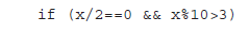 if (x/2==0 && x%10>3)